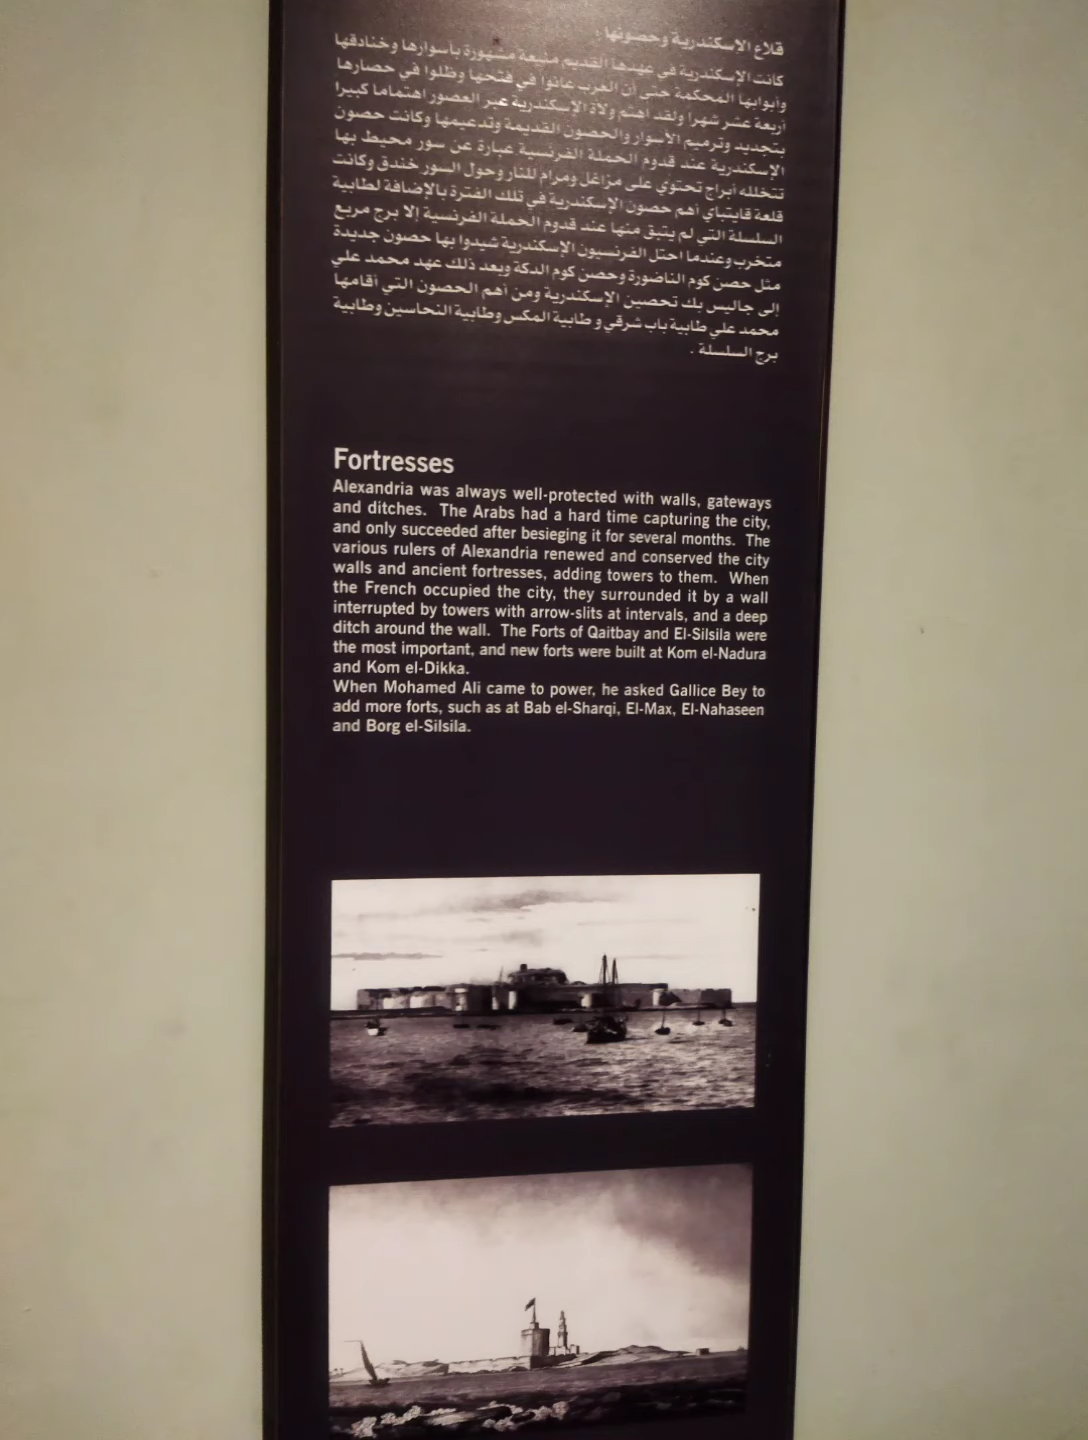 قلاع الإسكندرية وحصونها :
كانت الإسكندرية في عهدها القديم منيعة مشهورة بأسوارها وخنادقها
وأبوابها المحكمة حتى أن العرب عانوا في فتحها وظلوا في حصارها
أربعة عشر شهرا ولقد اهتم ولاة الإسكندرية عبر العصور اهتماما كبيرا
بتجديد وترميم الأسوار والحصون القديمة وتدعيمها وكانت حصون
الإسكندرية عند قدوم الحملة الفرنسية عبارة عن سور محيط بها
تتخلله أبراج تحتوي على مزاغل ومرام للنار وحول السور خندق وكانت
قلعة قايتباي أهم حصون الإسكندرية في تلك الفترة بالإضافة لطابية
السلسلة التي لم يتبق منها عند قدوم الحملة الفرنسية إلا برج مربع
متخرب وعندما احتل الفرنسيون الإسكندرية شيدوا بها حصون جديدة
مثل حصن كوم الناضورة وحصن كوم الدكة وبعد ذلك عهد محمد علي
إلى جاليس بك تحصين الإسكندرية ومن أهم الحصون التي أقامها
محمد علي طابية باب شرقي و طابية المكس وطابية النحاسين وطابية
برج السلسلة .
Fortresses
Alexandria was always well-protected with walls, gateways
and ditches. The Arabs had a hard time capturing the city,
and only succeeded after besieging it for several months. The
various rulers of Alexandria renewed and conserved the city
walls and ancient fortresses, adding towers to them. When
the French occupied the city, they surrounded it by a wall
interrupted by towers with arrow-slits at intervals, and a deep
ditch around the wall. The Forts of Qaitbay and El-Silsila were
the most important, and new forts were built at Kom el-Nadura
and Kom el-Dikka.
When Mohamed Ali came to power, he asked Gallice Bey to
add more forts, such as at Bab el-Sharqi, El-Max, El-Nahaseen
and Borg el-Silsila.